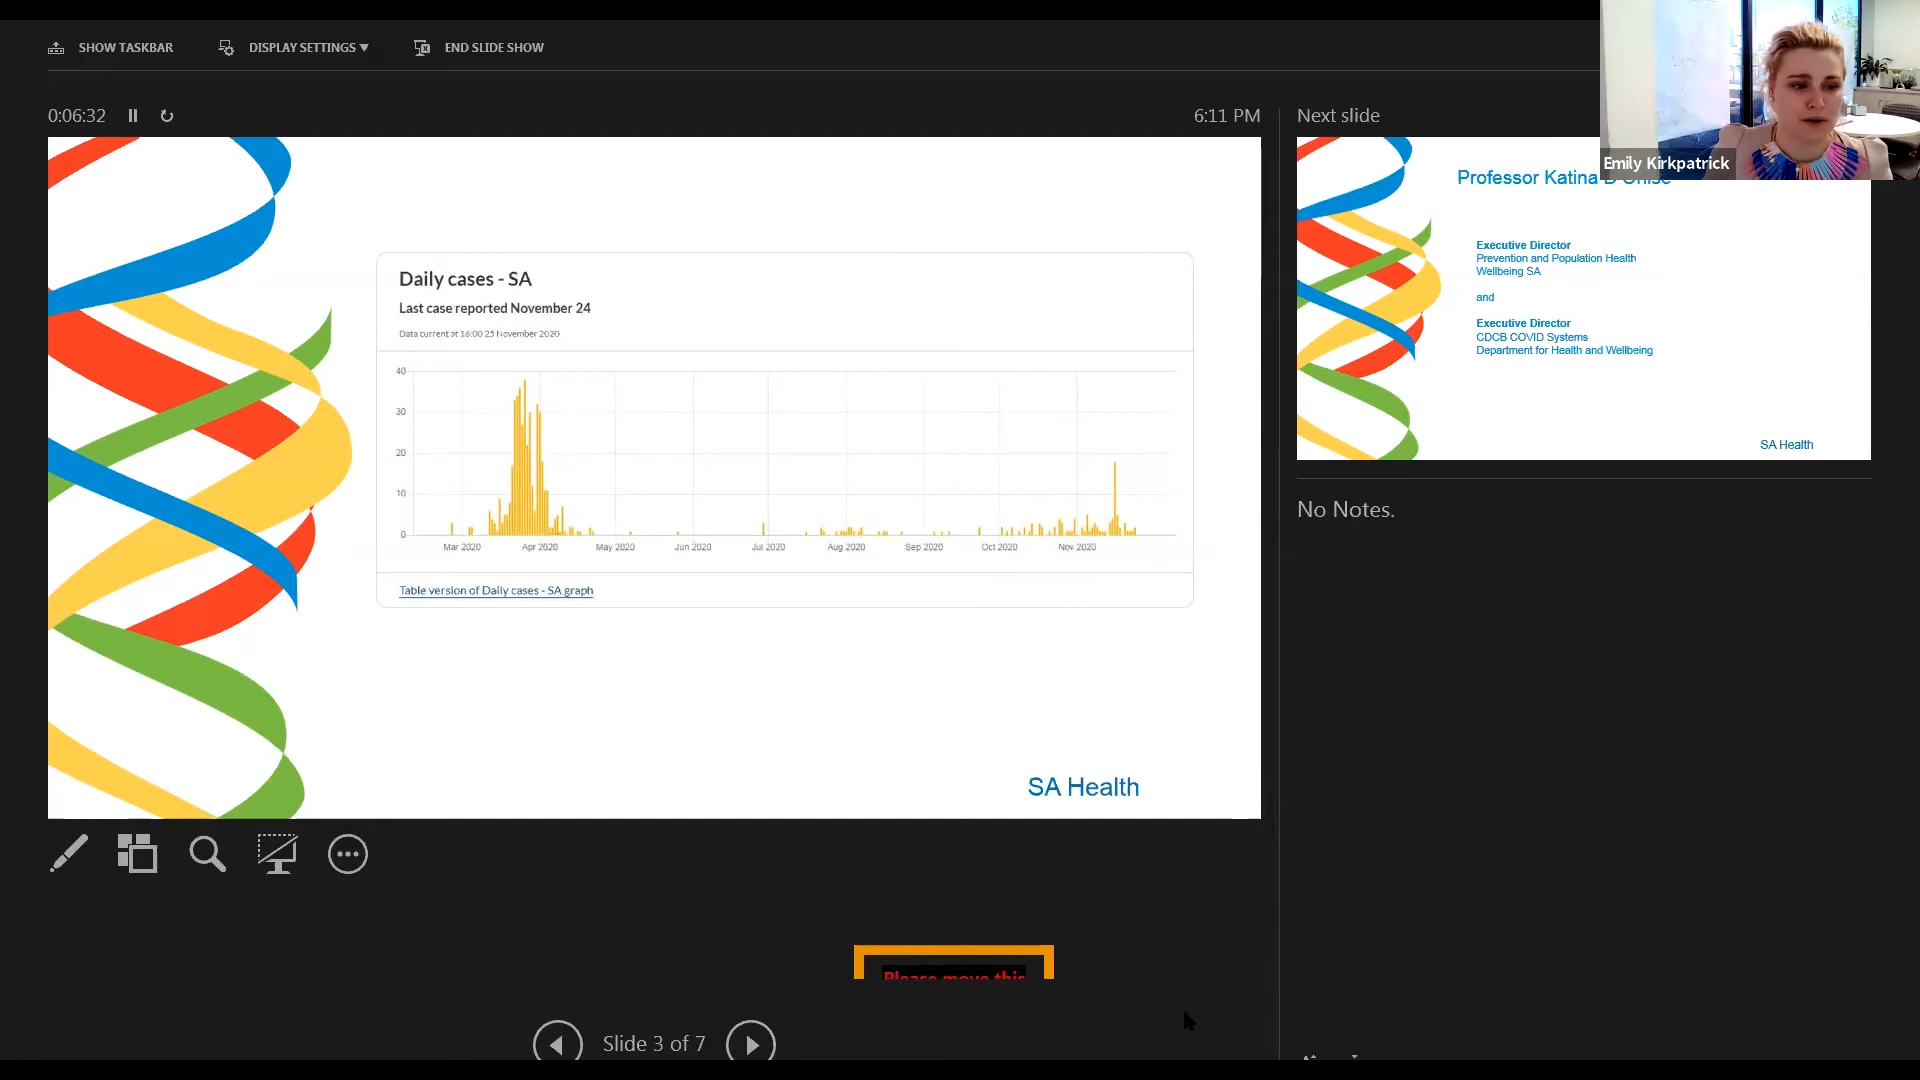 SHOW TASKBAR
DISPLAY SETTINGS
END SLIDE SHOW
0:06:32
6:11 PM
Daily cases - SA
Last case reported November 24
Data current at 16:00 25 November 2020
40
30
20
10
0
Mar 2020 Apr 2020 May 2020 Jun 2020 Jul 2020 Aug 2020 Sep 2020 Oct 2020 Nov 2020
Table version of Daily cases - SA graph
SA Health
Please move this
Slide 3 of 7
Next slide
Emily Kirkpatrick
Professor Katina D
Executive Director
Prevention and Population Health
Wellbeing SA
and
Executive Director
CDCB COVID Systems
Department for Health and Wellbeing
SA Health
No Notes.